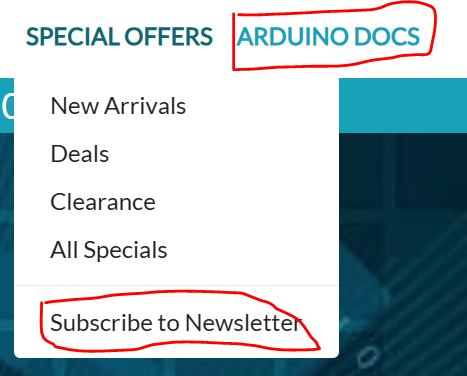 SPECIAL OFFERS ARDUINO DOCS
New Arrivals
Deals
Clearance
All Specials
Subscribe to Newsletter